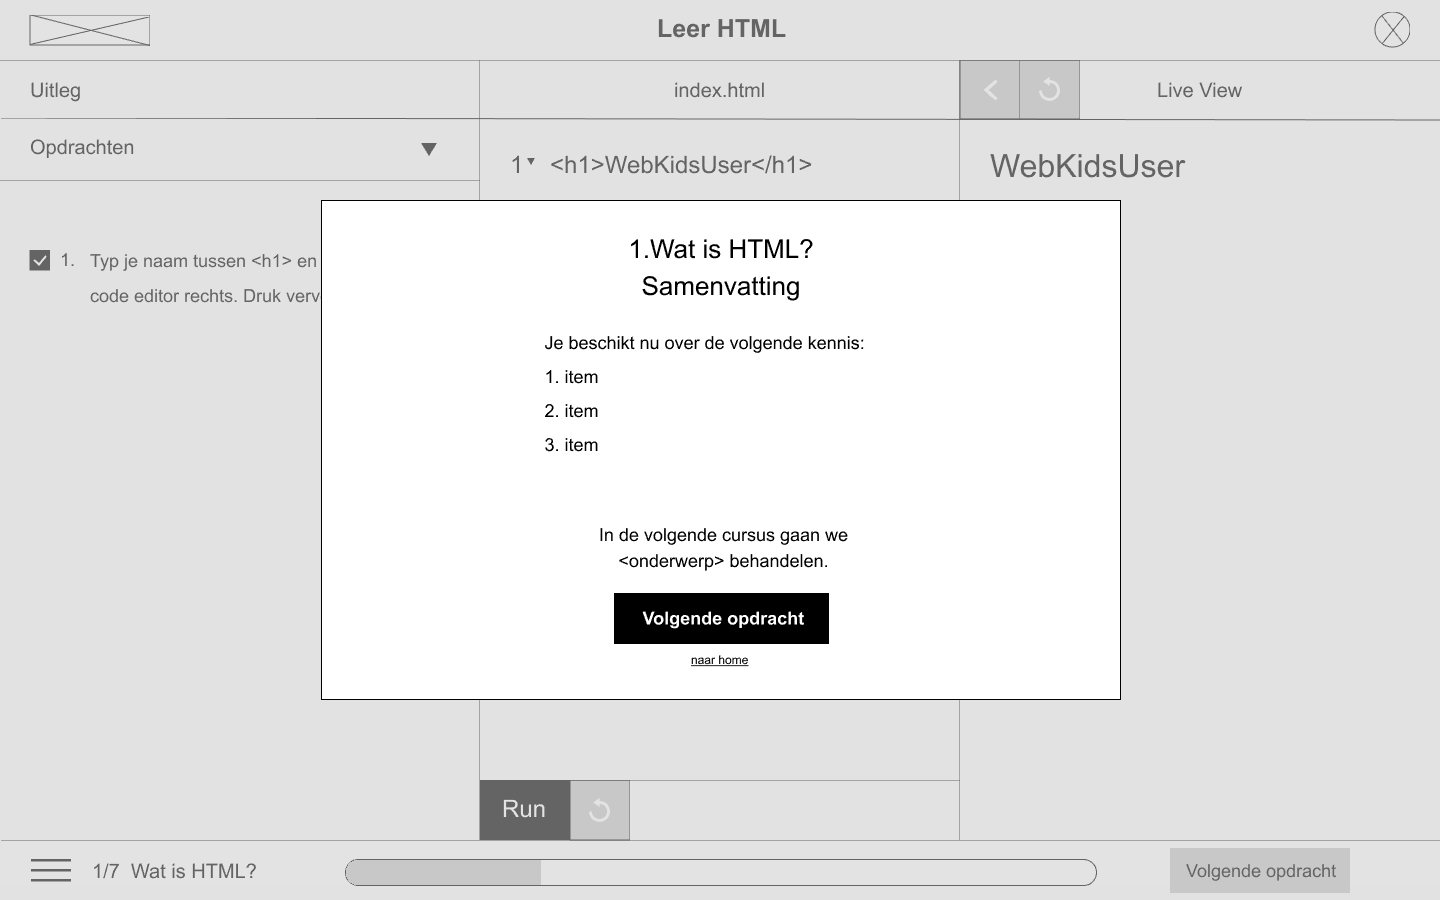 Leer HTML
Uitleg
index.html
Live View
Opdrachten
1 <h1>WebKidsUser</h1>
WebKidsUser
1. Typ je naam tussen <h1> en
code editor rechts. Druk verv
1.Wat is HTML?
Samenvatting
Je beschikt nu over de volgende kennis:
1. item
2. item
3. item
In de volgende cursus gaan we
<onderwerp> behandelen.
Volgende opdracht
naar home
Run
1/7 Wat is HTML?
Volgende opdracht